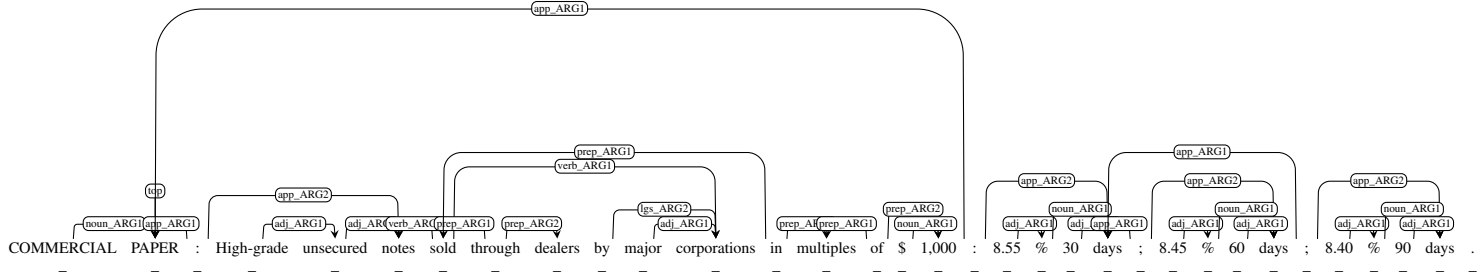 app_ARG1
prep_ARG1 app_ARG1
verb_ARG1
app_ARG2 app_ARG2 app_ARG2
top
app_ARG2
lgs_ARG2 prep_ARG2 noun_ARG1 noun_ARG1 noun_ARG1
noun_ARG1 app_ARG1 adj_ARG1 prep_ARG1 prep_ARG2 adj_ARG1 prep_ARG1 noun_ARG1 adj_ARG1 app_ARG1 adj_ARG1 adj_ARG1 adj_ARG1 adj_ARG1
COMMERCIAL PAPER : High-grade unsecured notes sold through dealers by major corporations in multiples of $ 1,000 : 8.55 % 30 days ; 8.45 % 60 days ; 8.40 % 90 days .
_ _ _ _ _ _ _ _ _ _ _ _ _ _ _ _ _ _ _ _ _ _ _ _ _ _ _ _ _ _ _ _ _